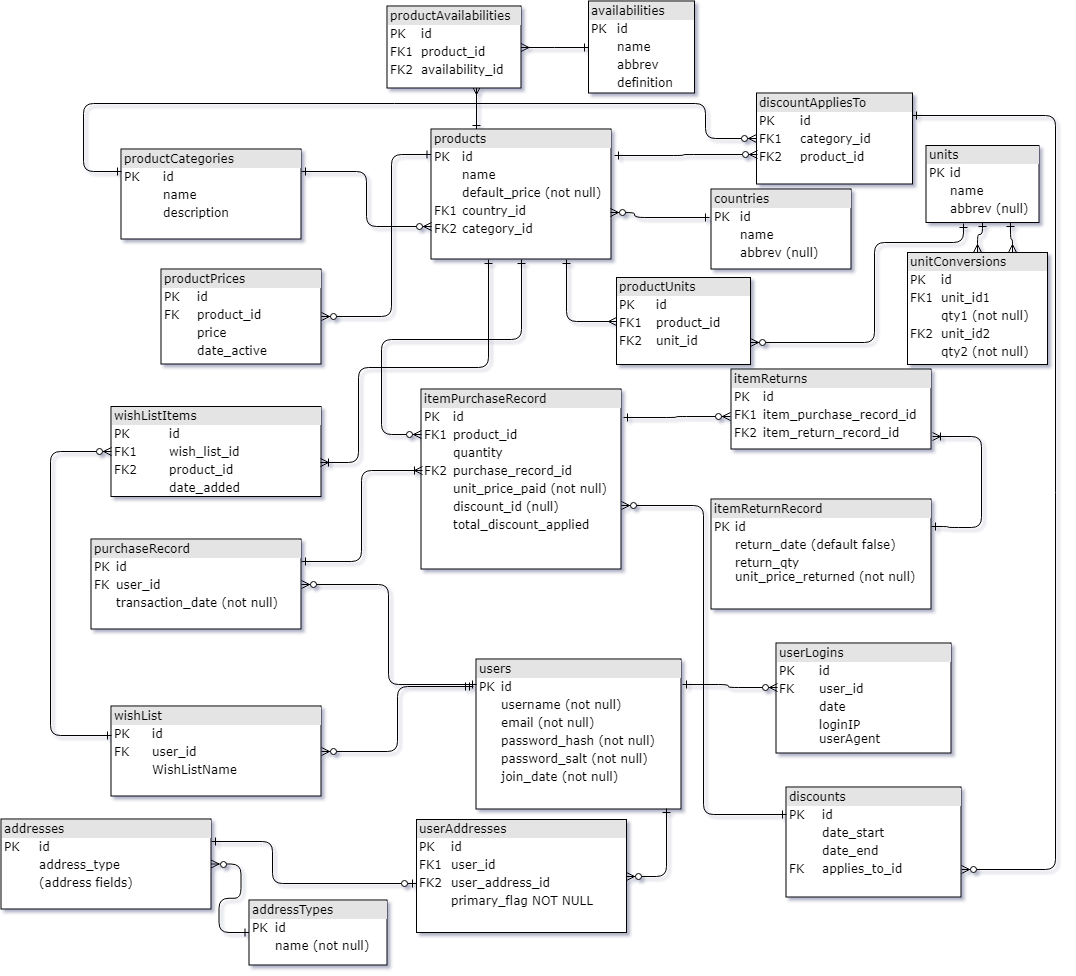 productAvailabilities
PK id
FK1 product_id
FK2 availability_id
availabilities
PK id
name
abbrev
definition
discountAppliesTo
PK id
FK1 category_id
FK2 product_id
products
PK id
name
default_price (not null)
FK1 country_id
FK2 category_id
productCategories
PK id
name
description
units
PK id
name
abbrev (null)
countries
PK id
name
abbrev (null)
unitConversions
PK id
FK1 unit_id1
qty1 (not null)
FK2 unit_id2
qty2 (not null)
productPrices
PK id
FK product_id
price
date_active
productUnits
PK id
FK1 product_id
FK2 unit_id
itemReturns
PK id
FK1 item_purchase_record_id
FK2 item_return_record_id
itemPurchaseRecord
PK id
FK1 product_id
quantity
FK2 purchase_record_id
unit_price_paid (not null)
discount_id (null)
total_discount_applied
wishListItems
PK id
FK1 wish_list_id
FK2 product_id
date_added
itemReturnRecord
PK id
return_date (default false)
return_qty
unit_price_returned (not null)
purchaseRecord
PK id
FK user_id
transaction_date (not null)
users
PK id
username (not null)
email (not null)
password_hash (not null)
password_salt (not null)
join_date (not null)
userLogins
PK id
FK user_id
date
loginIP
userAgent
wishList
PK id
FK user_id
WishListName
discounts
PK id
date_start
date_end
FK applies_to_id
addresses
PK id
address_type
(address fields)
userAddresses
PK id
FK1 user_id
FK2 user_address_id
primary_flag NOT NULL
addressTypes
PK id
name (not null)